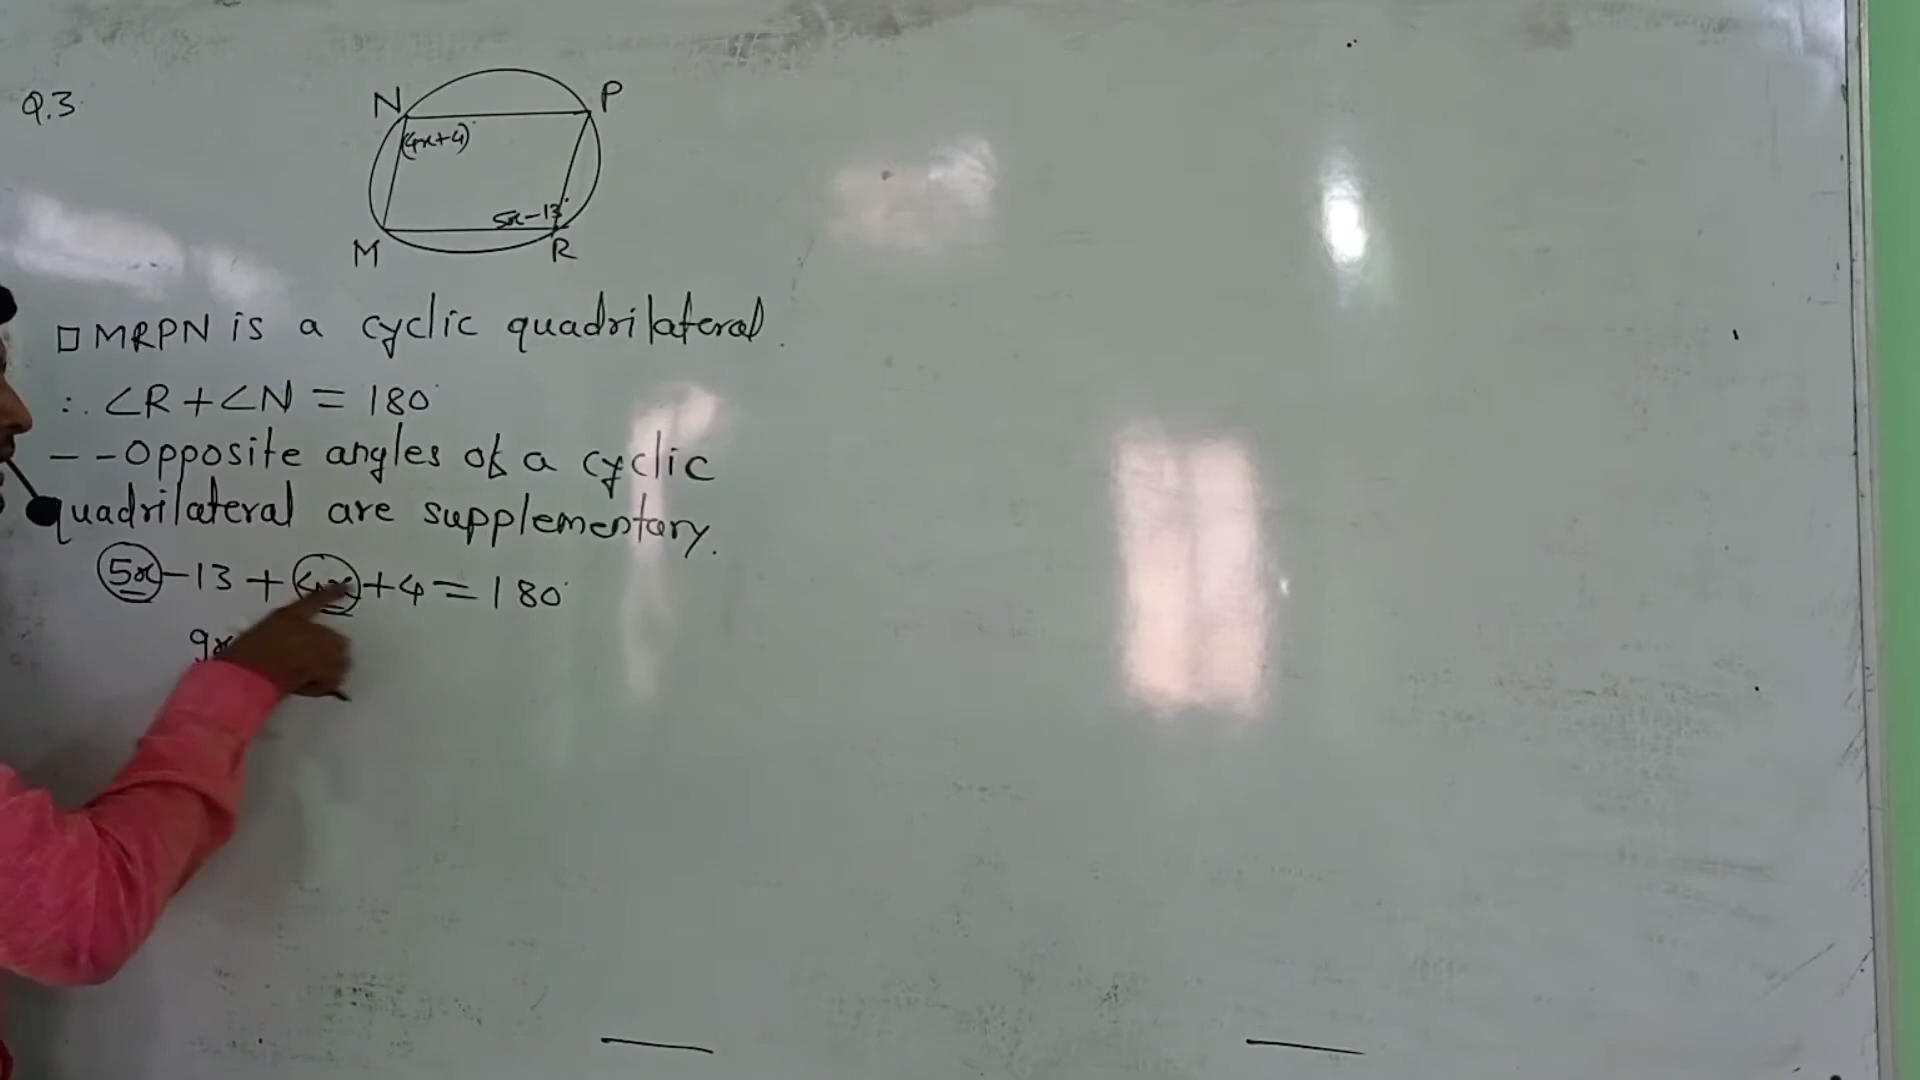 Q.3
N
P
(4x+4)°
5x-13°
M
R
□MRPN is a cyclic quadrilateral.
∴ ∠R+∠N = 180°
--Opposite angles of a cyclic
quadrilateral are supplementary.
5x-13+4x+4=180°
9x